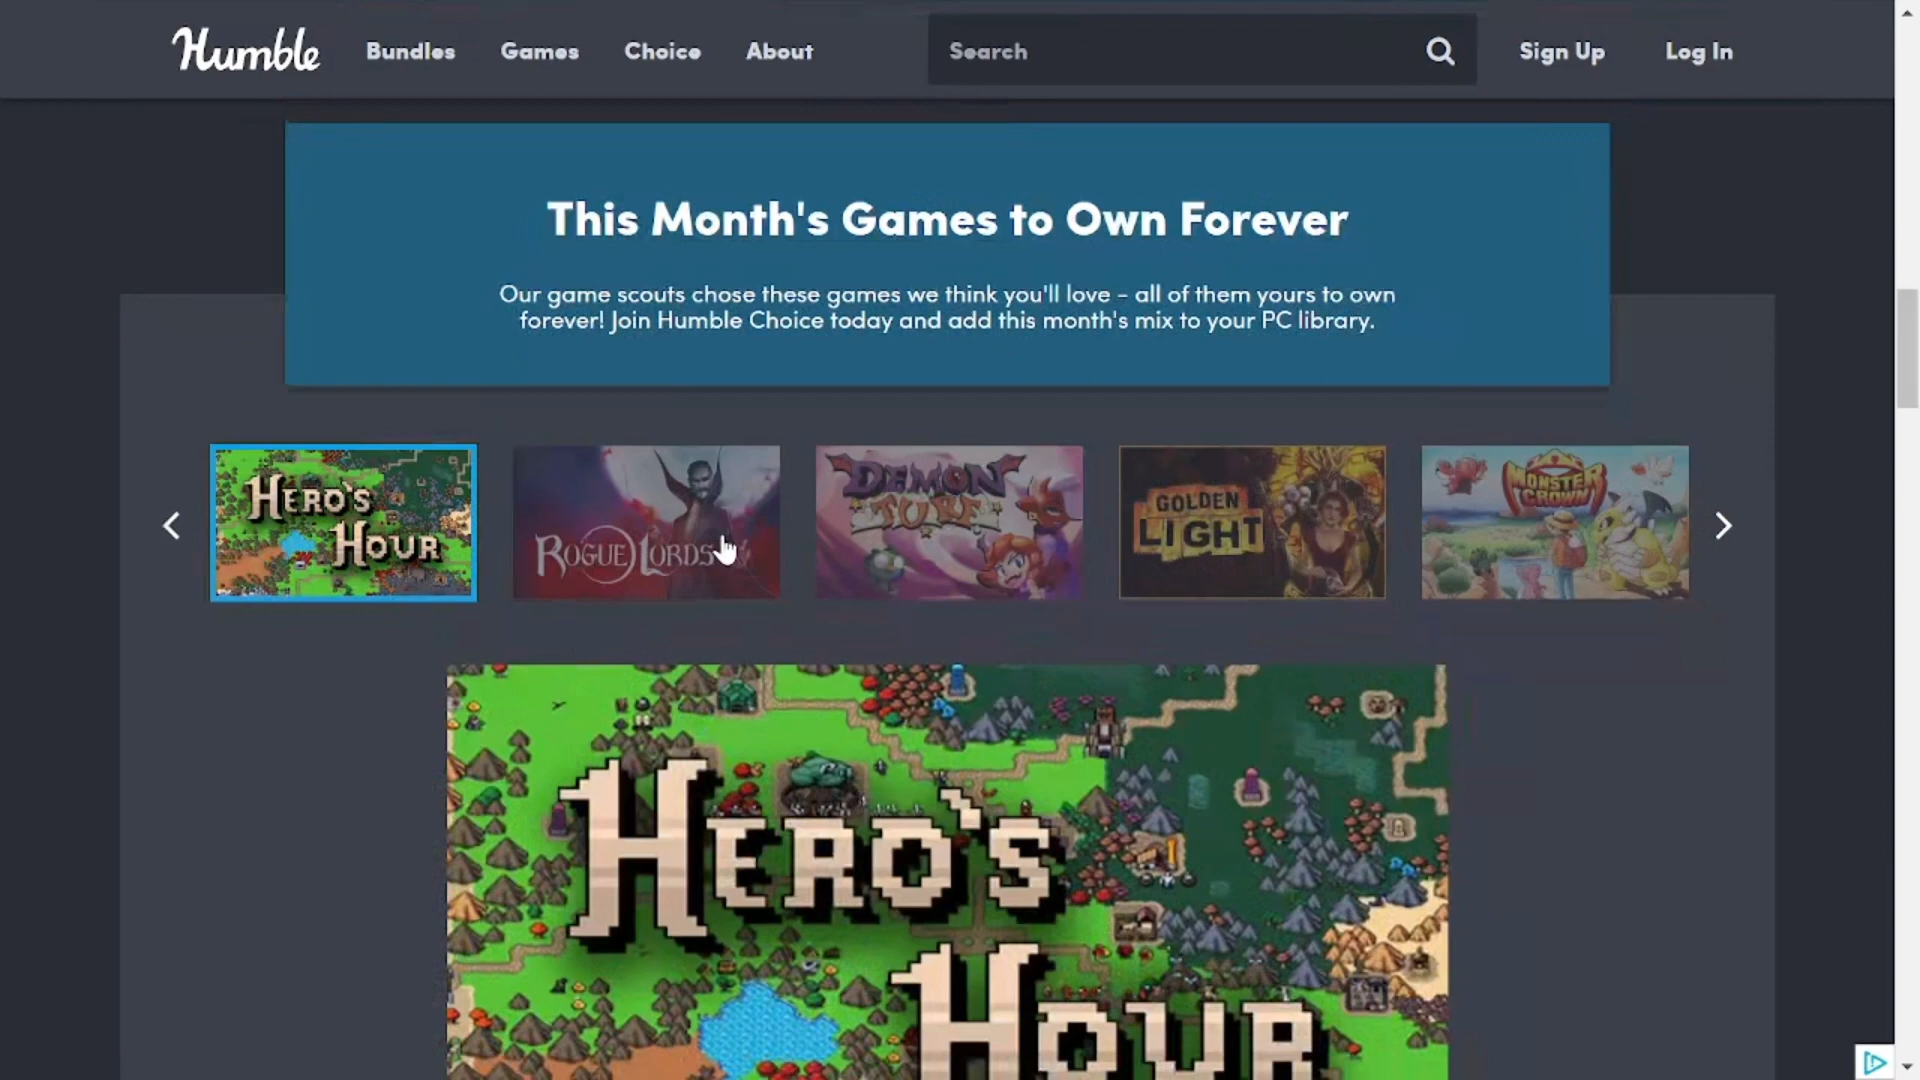 Humble Bundles Games Choice About Search Sign Up Log In
This Month's Games to Own Forever
Our game scouts chose these games we think you'll love - all of them yours to own
forever! Join Humble Choice today and add this month's mix to your PC library.
HERO'S
HOUR
ROGUE LORDS
DEMON
TURF
GOLDEN
LIGHT
MONSTER
CROWN
HERO'S
HOUR